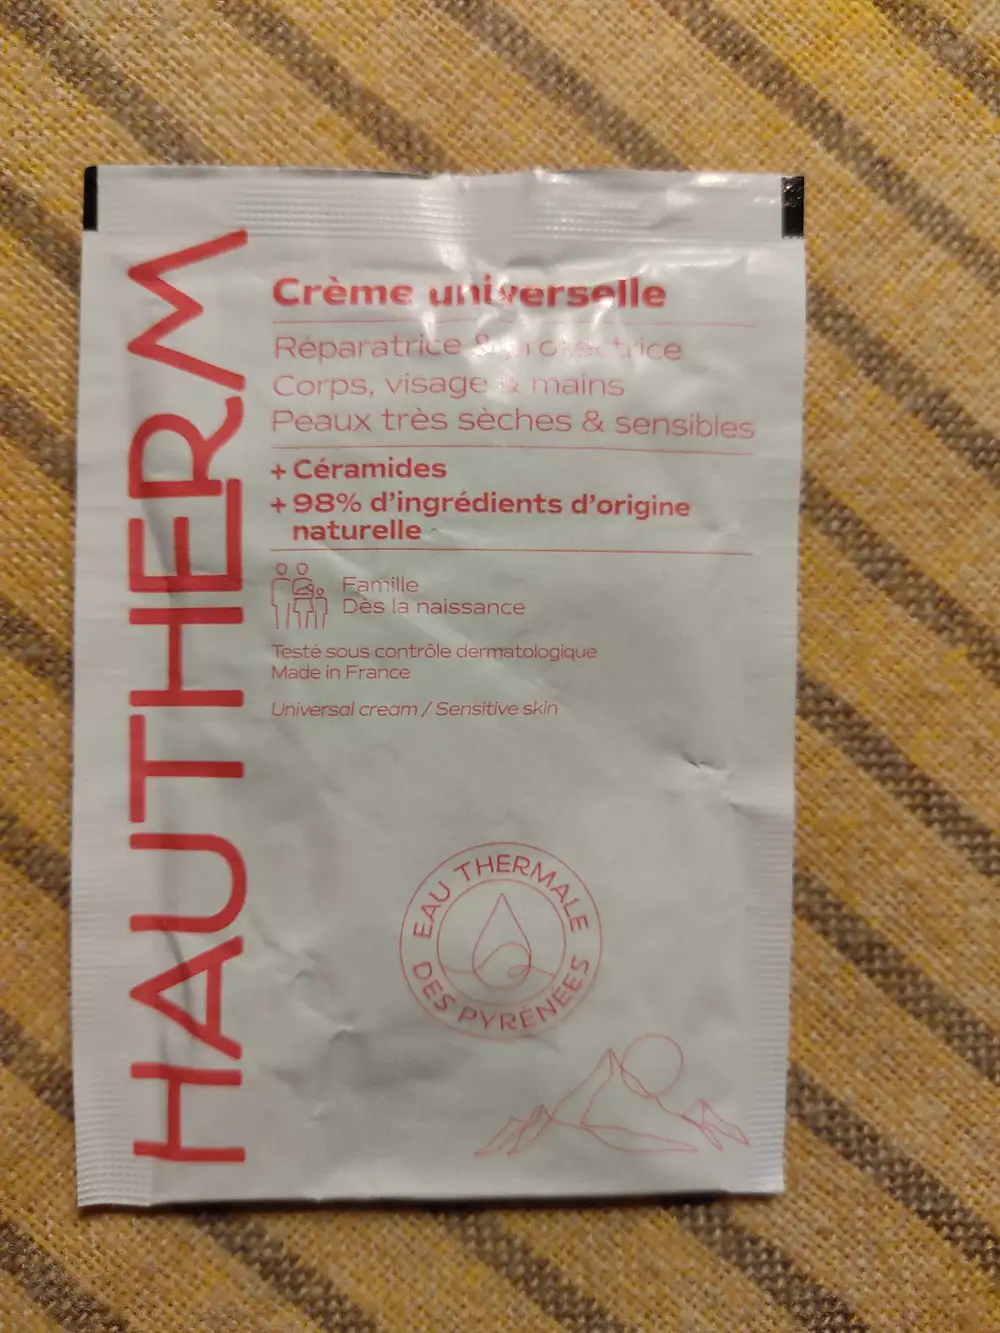 HAUTHERM
Crème universelle
Réparatrice & protectrice
Corps, visage & mains
Peaux très sèches & sensibles
+ Céramides
+ 98% d'ingrédients d'origine
naturelle
Famille
Dès la naissance
Testé sous contrôle dermatologique
Made in France
Universal cream / Sensitive skin
EAU THERMALE
DES PYRÉNÉES